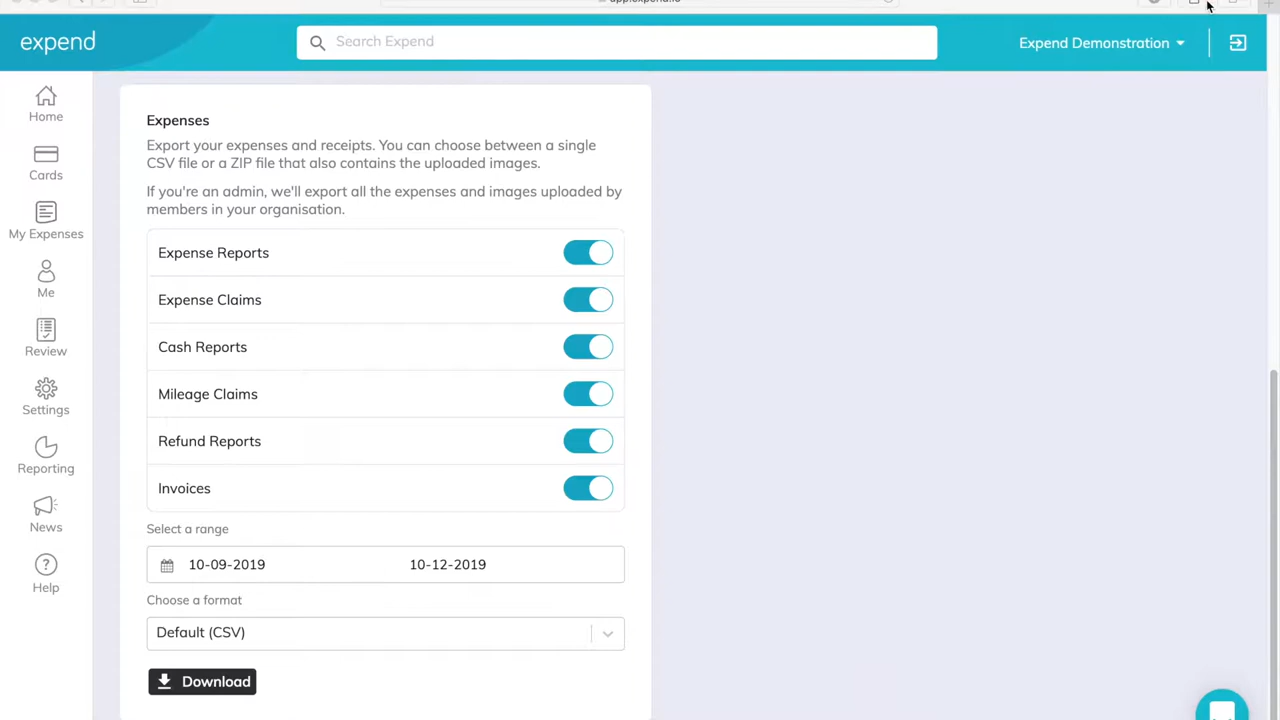 expend
Search Expend
Expend Demonstration
Home
Cards
My Expenses
Me
Review
Settings
Reporting
News
Help
Expenses
Export your expenses and receipts. You can choose between a single
CSV file or a ZIP file that also contains the uploaded images.
If you're an admin, we'll export all the expenses and images uploaded by
members in your organisation.
Expense Reports
Expense Claims
Cash Reports
Mileage Claims
Refund Reports
Invoices
Select a range
10-09-2019 10-12-2019
Choose a format
Default (CSV)
Download